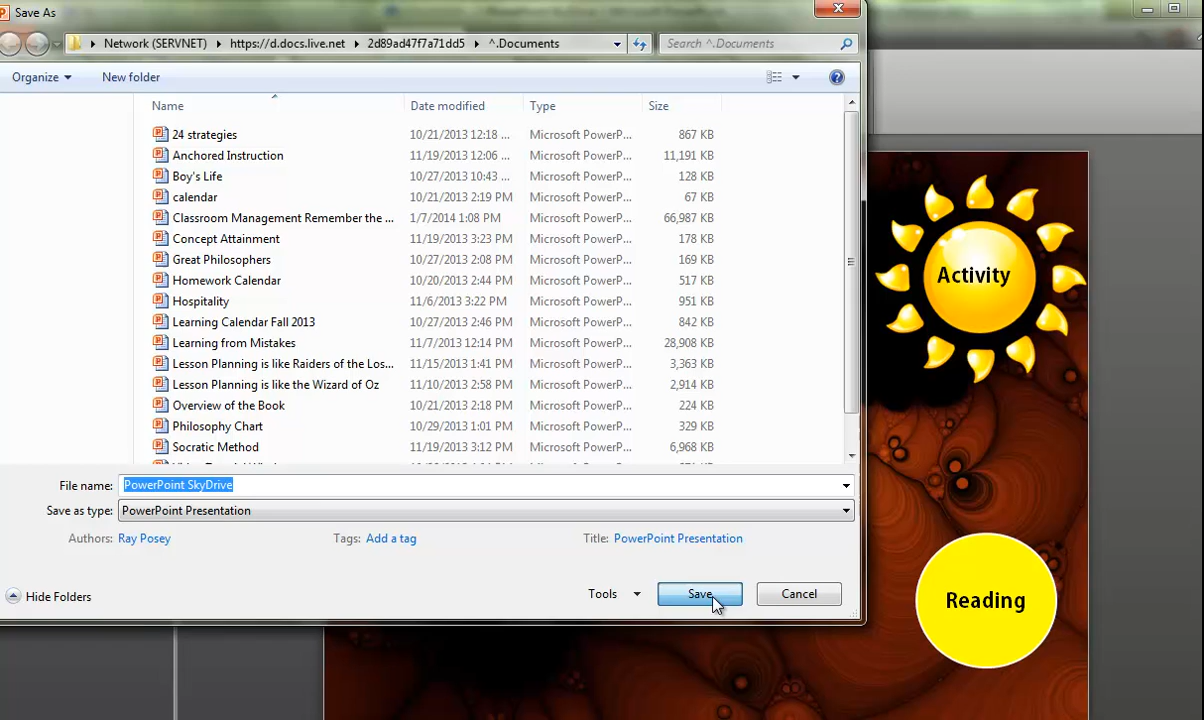 Save As
Network (SERVNET) https://d.docs.live.net 2d89ad47f7a71dd5 ^.Documents Search ^.Documents
Organize New folder
Name Date modified Type Size
24 strategies 10/21/2013 12:18 ... Microsoft PowerP... 867 KB
Anchored Instruction 11/19/2013 12:06 ... Microsoft PowerP... 11,191 KB
Boy's Life 10/27/2013 10:43 ... Microsoft PowerP... 128 KB
calendar 10/21/2013 2:19 PM Microsoft PowerP... 67 KB
Classroom Management Remember the ... 1/7/2014 1:08 PM Microsoft PowerP... 66,987 KB
Concept Attainment 11/19/2013 3:23 PM Microsoft PowerP... 178 KB
Great Philosophers 10/27/2013 2:08 PM Microsoft PowerP... 169 KB
Homework Calendar 10/20/2013 2:44 PM Microsoft PowerP... 517 KB
Hospitality 11/6/2013 3:22 PM Microsoft PowerP... 951 KB
Learning Calendar Fall 2013 10/27/2013 2:46 PM Microsoft PowerP... 842 KB
Learning from Mistakes 11/7/2013 12:14 PM Microsoft PowerP... 28,908 KB
Lesson Planning is like Raiders of the Los... 11/15/2013 1:41 PM Microsoft PowerP... 3,363 KB
Lesson Planning is like the Wizard of Oz 11/10/2013 2:58 PM Microsoft PowerP... 2,914 KB
Overview of the Book 10/21/2013 2:18 PM Microsoft PowerP... 224 KB
Philosophy Chart 10/29/2013 1:01 PM Microsoft PowerP... 329 KB
Socratic Method 11/19/2013 3:12 PM Microsoft PowerP... 6,968 KB
File name: PowerPoint SkyDrive
Save as type: PowerPoint Presentation
Authors: Ray Posey Tags: Add a tag Title: PowerPoint Presentation
Hide Folders Tools Save Cancel
Activity
Reading